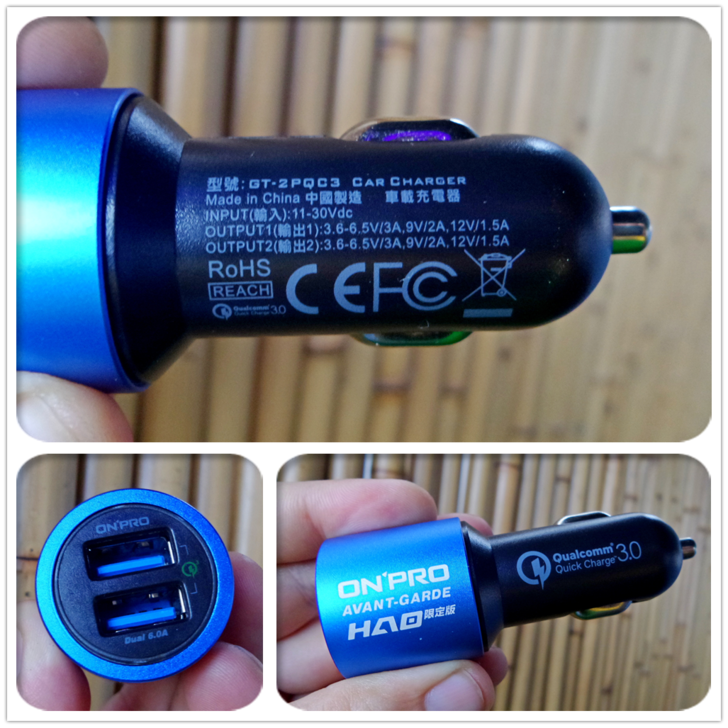 型號:GT-2PQC3 CAR CHARGER
Made in China 中國製造 車載充電器
INPUT(輸入):11-30Vdc
OUTPUT1(輸出1):3.6-6.5V/3A,9V/2A,12V/1.5A
OUTPUT2(輸出2):3.6-6.5V/3A,9V/2A,12V/1.5A
RoHS
REACH
CE FC
Qualcomm
Quick Charge 3.0
ON'PRO
Dual 6.0A
ON'PRO
AVANT-GARDE
HAO限定版
Qualcomm
Quick Charge 3.0